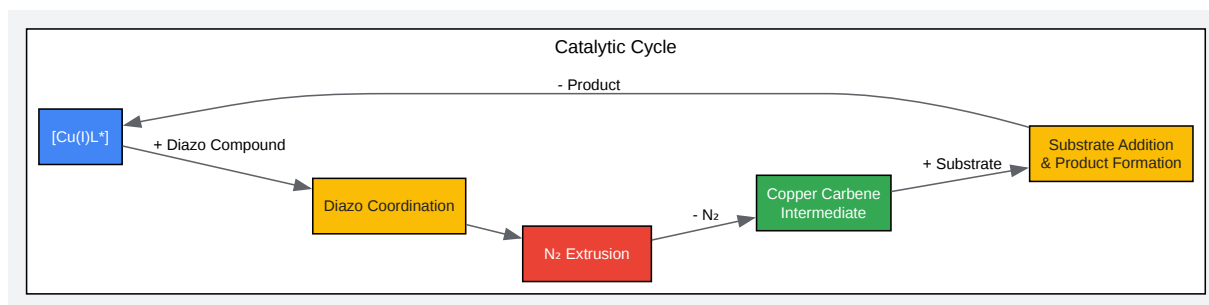 Catalytic Cycle
- Product
[Cu(I)L*]
+ Diazo Compound
Diazo Coordination
N₂ Extrusion
- N₂
Copper Carbene
Intermediate
+ Substrate
Substrate Addition
& Product Formation